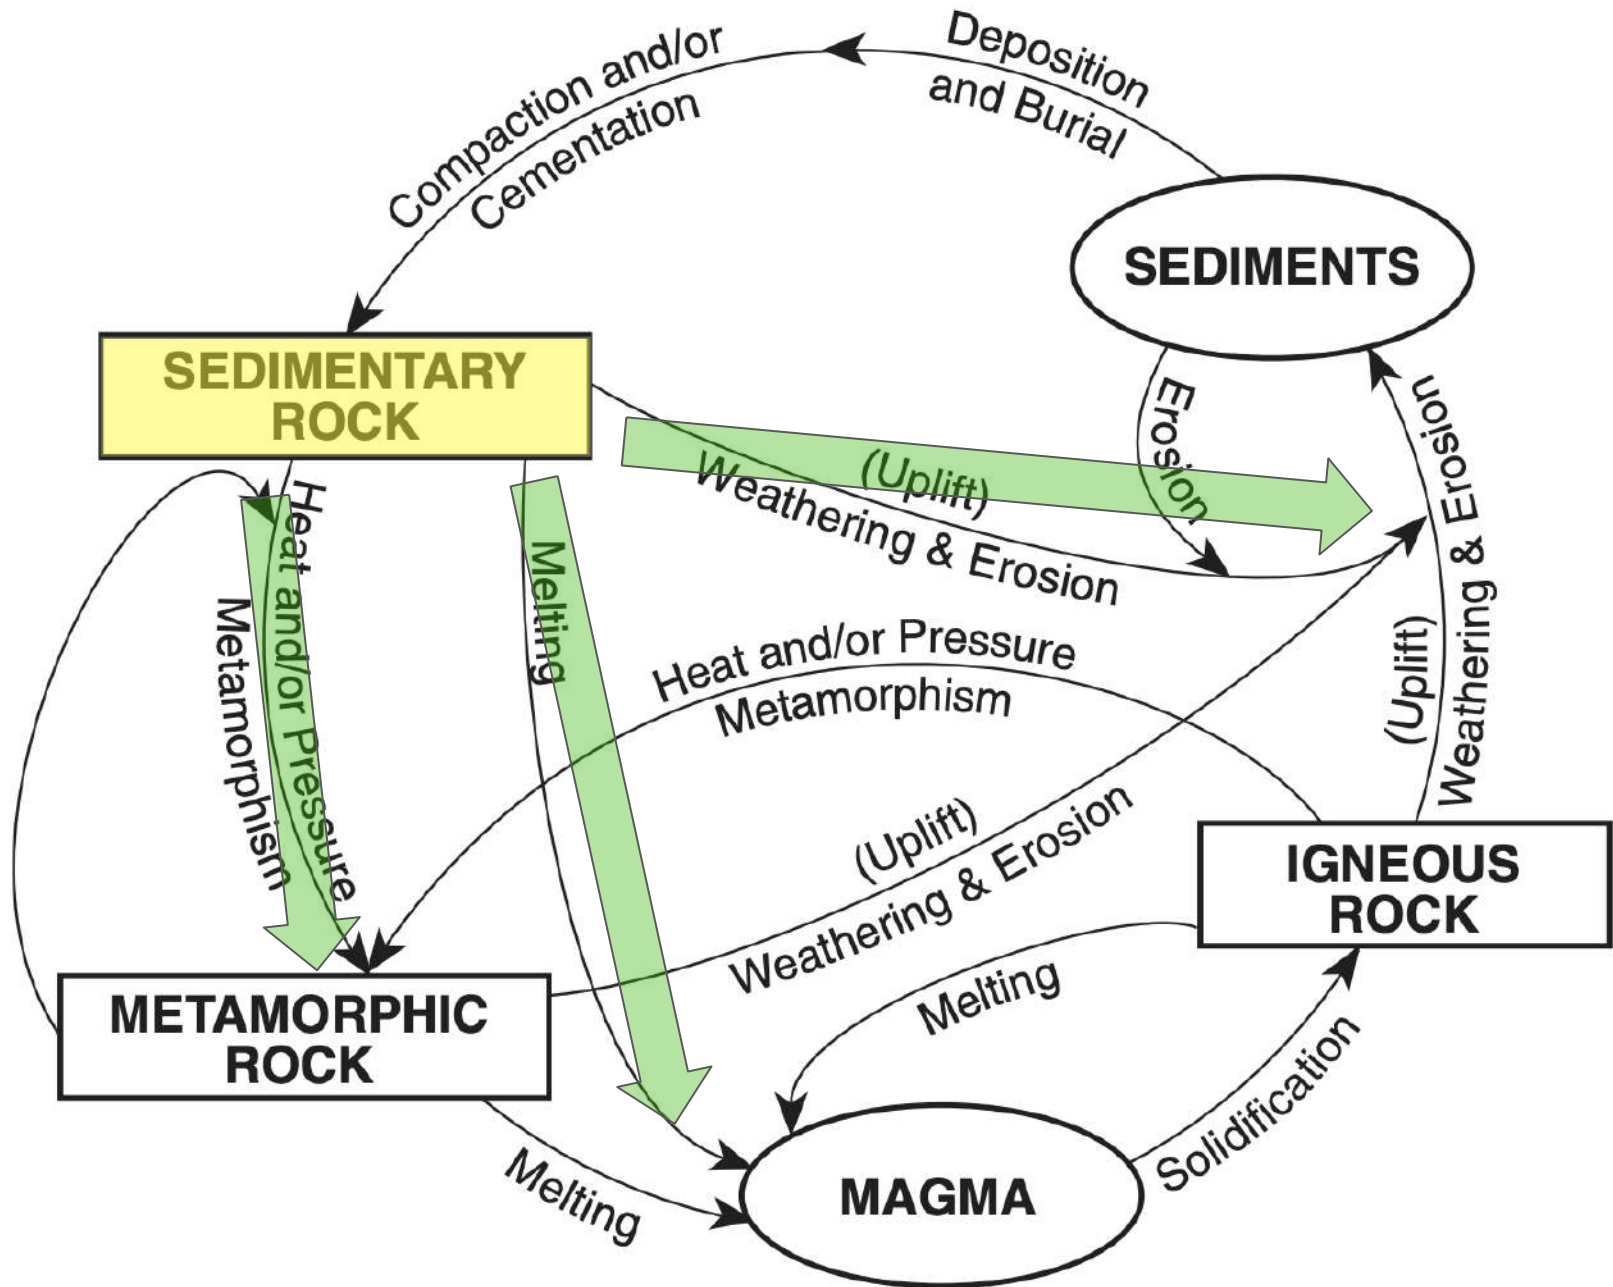 Deposition
and Burial
Compaction and/or
Cementation
SEDIMENTS
SEDIMENTARY
ROCK
Erosion
(Uplift)
Weathering & Erosion
Heat and/or Pressure
Metamorphism
Melting
Heat and/or Pressure
Metamorphism
(Uplift)
Weathering & Erosion
(Uplift)
Weathering & Erosion
IGNEOUS
ROCK
Melting
METAMORPHIC
ROCK
Melting
MAGMA
Solidification